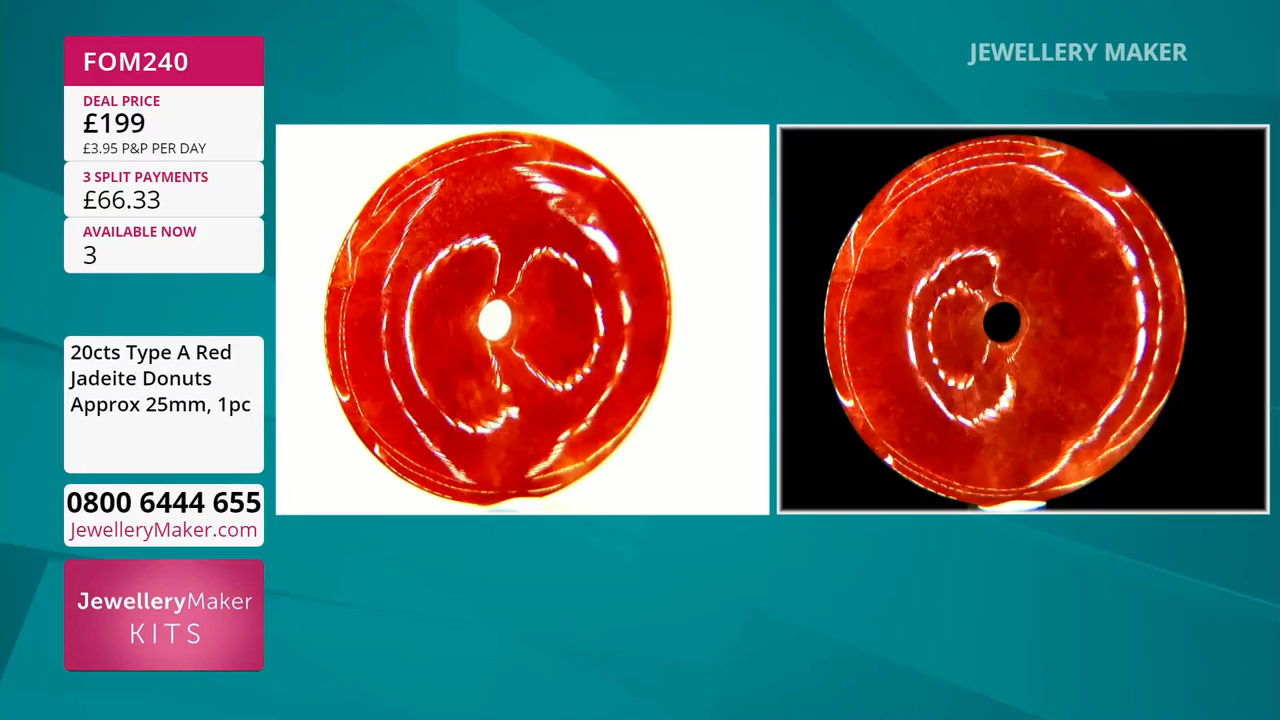 FOM240
DEAL PRICE
£199
£3.95 P&P PER DAY
3 SPLIT PAYMENTS
£66.33
AVAILABLE NOW
3
20cts Type A Red
Jadeite Donuts
Approx 25mm, 1pc
0800 6444 655
JewelleryMaker.com
JewelleryMaker
KITS
JEWELLERY MAKER